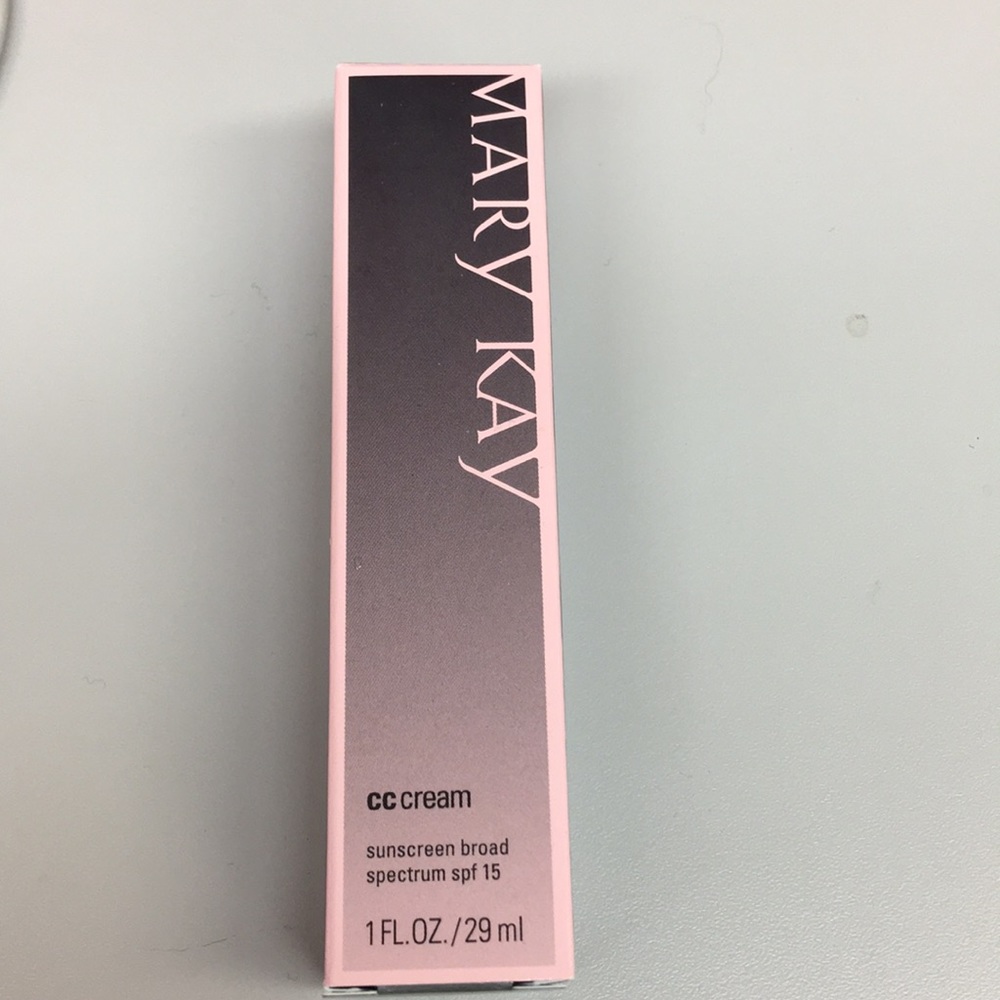 MARY KAY
cc cream
sunscreen broad
spectrum spf 15
1 FL.OZ./29 ml